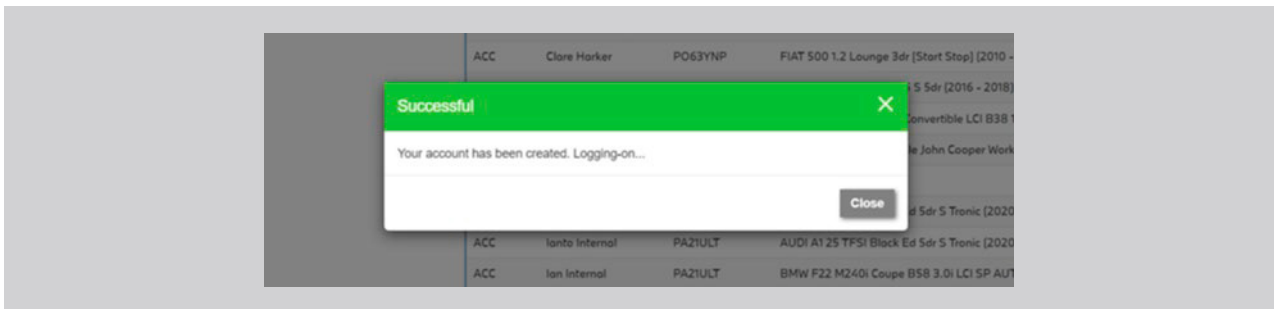 ACC Clare Harker PO63YNP FIAT 500 1.2 Lounge 3dr [Start Stop] (2010 -
Successful
S 5dr (2016 - 2018)
Convertible LCI B38 1
Your account has been created. Logging-on...
le John Cooper Work
Close
d 5dr S Tronic (2020
ACC Ianto Internal PA21ULT AUDI A1 25 TFSI Black Ed 5dr S Tronic (2020
ACC Ian Internal PA21ULT BMW F22 M240i Coupe B58 3.0i LCI SP AUT